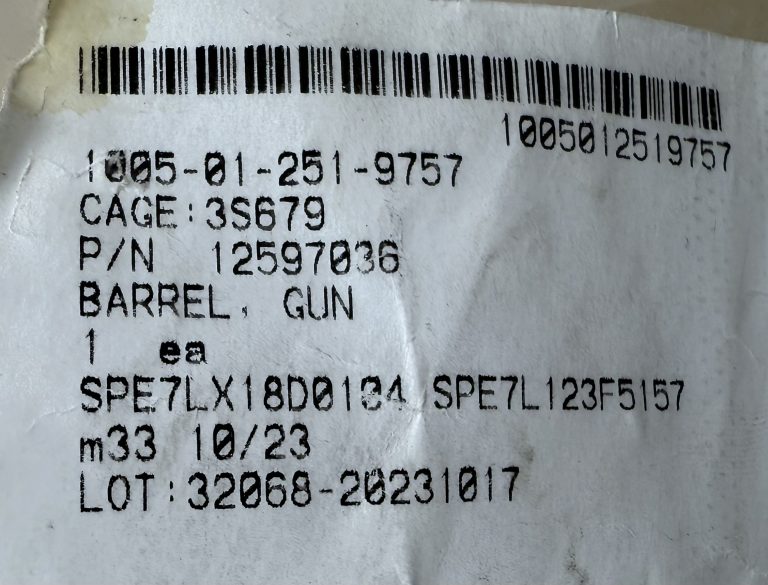 1005012519757
1005-01-251-9757
CAGE:3S679
P/N 12597036
BARREL, GUN
1 ea
SPE7LX18D0104 SPE7L123F5157
m33 10/23
LOT:32068-20231017